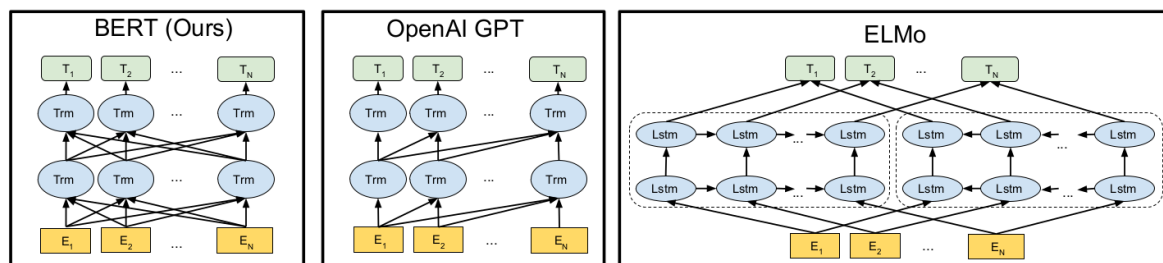 BERT (Ours)
T1 T2 ... TN
Trm Trm ... Trm
Trm Trm ... Trm
E1 E2 ... EN
OpenAI GPT
T1 T2 ... TN
Trm Trm ... Trm
Trm Trm ... Trm
E1 E2 ... EN
ELMo
T1 T2 ... TN
Lstm Lstm ... Lstm Lstm Lstm ... Lstm
Lstm Lstm ... Lstm Lstm Lstm ... Lstm
E1 E2 ... EN